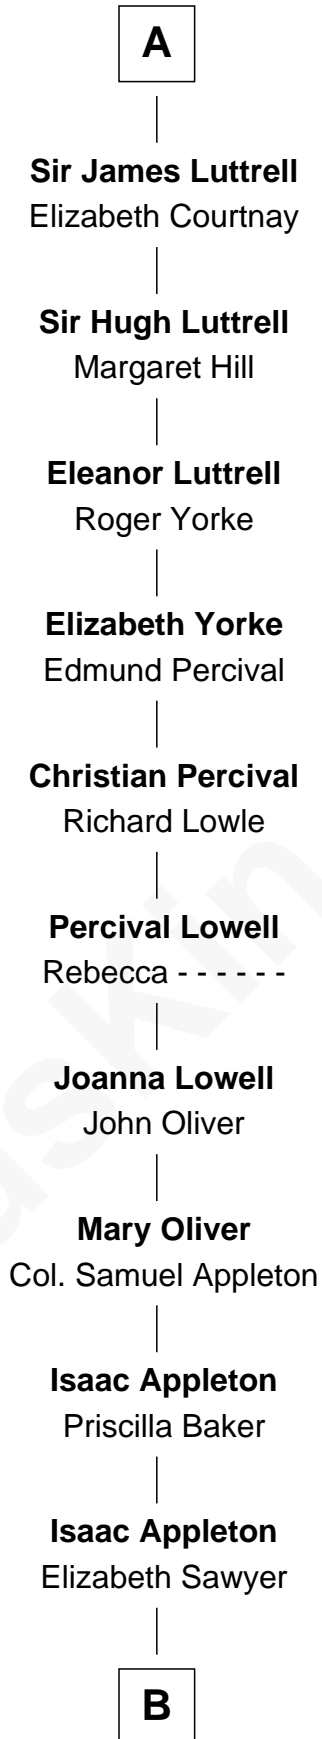 A
Sir James Luttrell
Elizabeth Courtnay
Sir Hugh Luttrell
Margaret Hill
Eleanor Luttrell
Roger Yorke
Elizabeth Yorke
Edmund Percival
Christian Percival
Richard Lowle
Percival Lowell
Rebecca - - - - - -
Joanna Lowell
John Oliver
Mary Oliver
Col. Samuel Appleton
Isaac Appleton
Priscilla Baker
Isaac Appleton
Elizabeth Sawyer
B